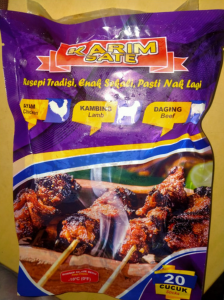 KARIM
SATE
Resepi Tradisi, Enak Sekali, Pasti Nak Lagi
AYAM
Chicken
KAMBING
Lamb
DAGING
Beef
20
CUCUK